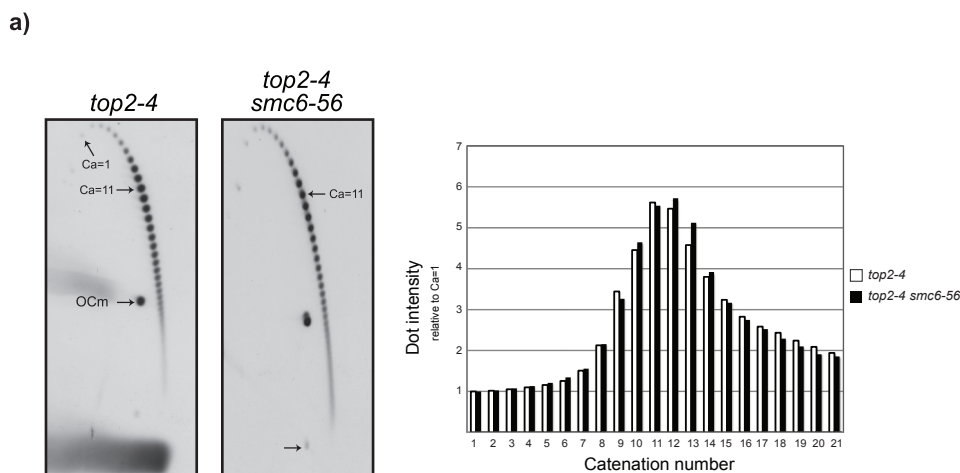 a)
top2-4
Ca=1
Ca=11
OCm
top2-4
smc6-56
Ca=11
Dot intensity
relative to Ca=1
7
6
5
4
3
2
1
1 2 3 4 5 6 7 8 9 10 11 12 13 14 15 16 17 18 19 20 21
Catenation number
top2-4
top2-4 smc6-56